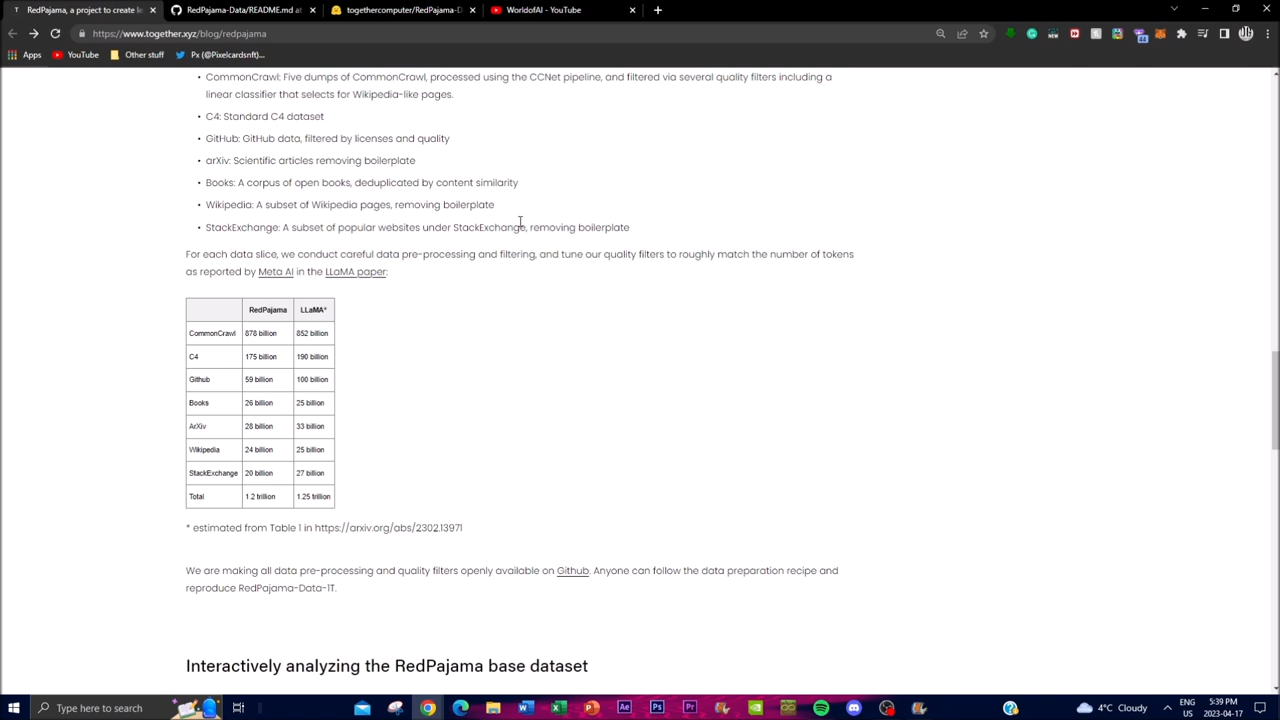 RedPajama, a project to create le
RedPajama-Data/README.md at
togethercomputer/RedPajama-D
WorldofAI - YouTube
https://www.together.xyz/blog/redpajama
Apps
YouTube
Other stuff
Px (@Pixelcardsnft)...
• CommonCrawl: Five dumps of CommonCrawl, processed using the CCNet pipeline, and filtered via several quality filters including a
linear classifier that selects for Wikipedia-like pages.
• C4: Standard C4 dataset
• GitHub: GitHub data, filtered by licenses and quality
• arXiv: Scientific articles removing boilerplate
• Books: A corpus of open books, deduplicated by content similarity
• Wikipedia: A subset of Wikipedia pages, removing boilerplate
• StackExchange: A subset of popular websites under StackExchange, removing boilerplate
For each data slice, we conduct careful data pre-processing and filtering, and tune our quality filters to roughly match the number of tokens
as reported by Meta AI in the LLaMA paper:
RedPajama LLaMA*
CommonCrawl 878 billion 852 billion
C4 175 billion 190 billion
Github 59 billion 100 billion
Books 26 billion 25 billion
ArXiv 28 billion 33 billion
Wikipedia 24 billion 25 billion
StackExchange 20 billion 27 billion
Total 1.2 trillion 1.25 trillion
* estimated from Table 1 in https://arxiv.org/abs/2302.13971
We are making all data pre-processing and quality filters openly available on Github. Anyone can follow the data preparation recipe and
reproduce RedPajama-Data-1T.
Interactively analyzing the RedPajama base dataset
Type here to search
4°C Cloudy
ENG
US
5:39 PM
2023-04-17